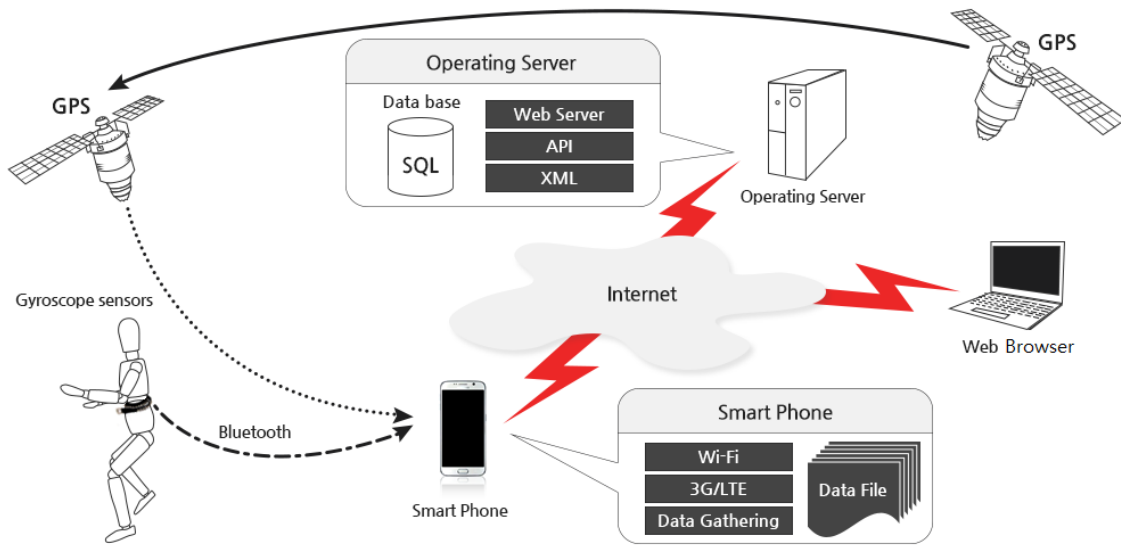 GPS
Operating Server
GPS
Data base
SQL
Web Server
API
XML
Operating Server
Gyroscope sensors
Internet
Web Browser
Bluetooth
Smart Phone
Smart Phone
Wi-Fi
3G/LTE
Data Gathering
Data File